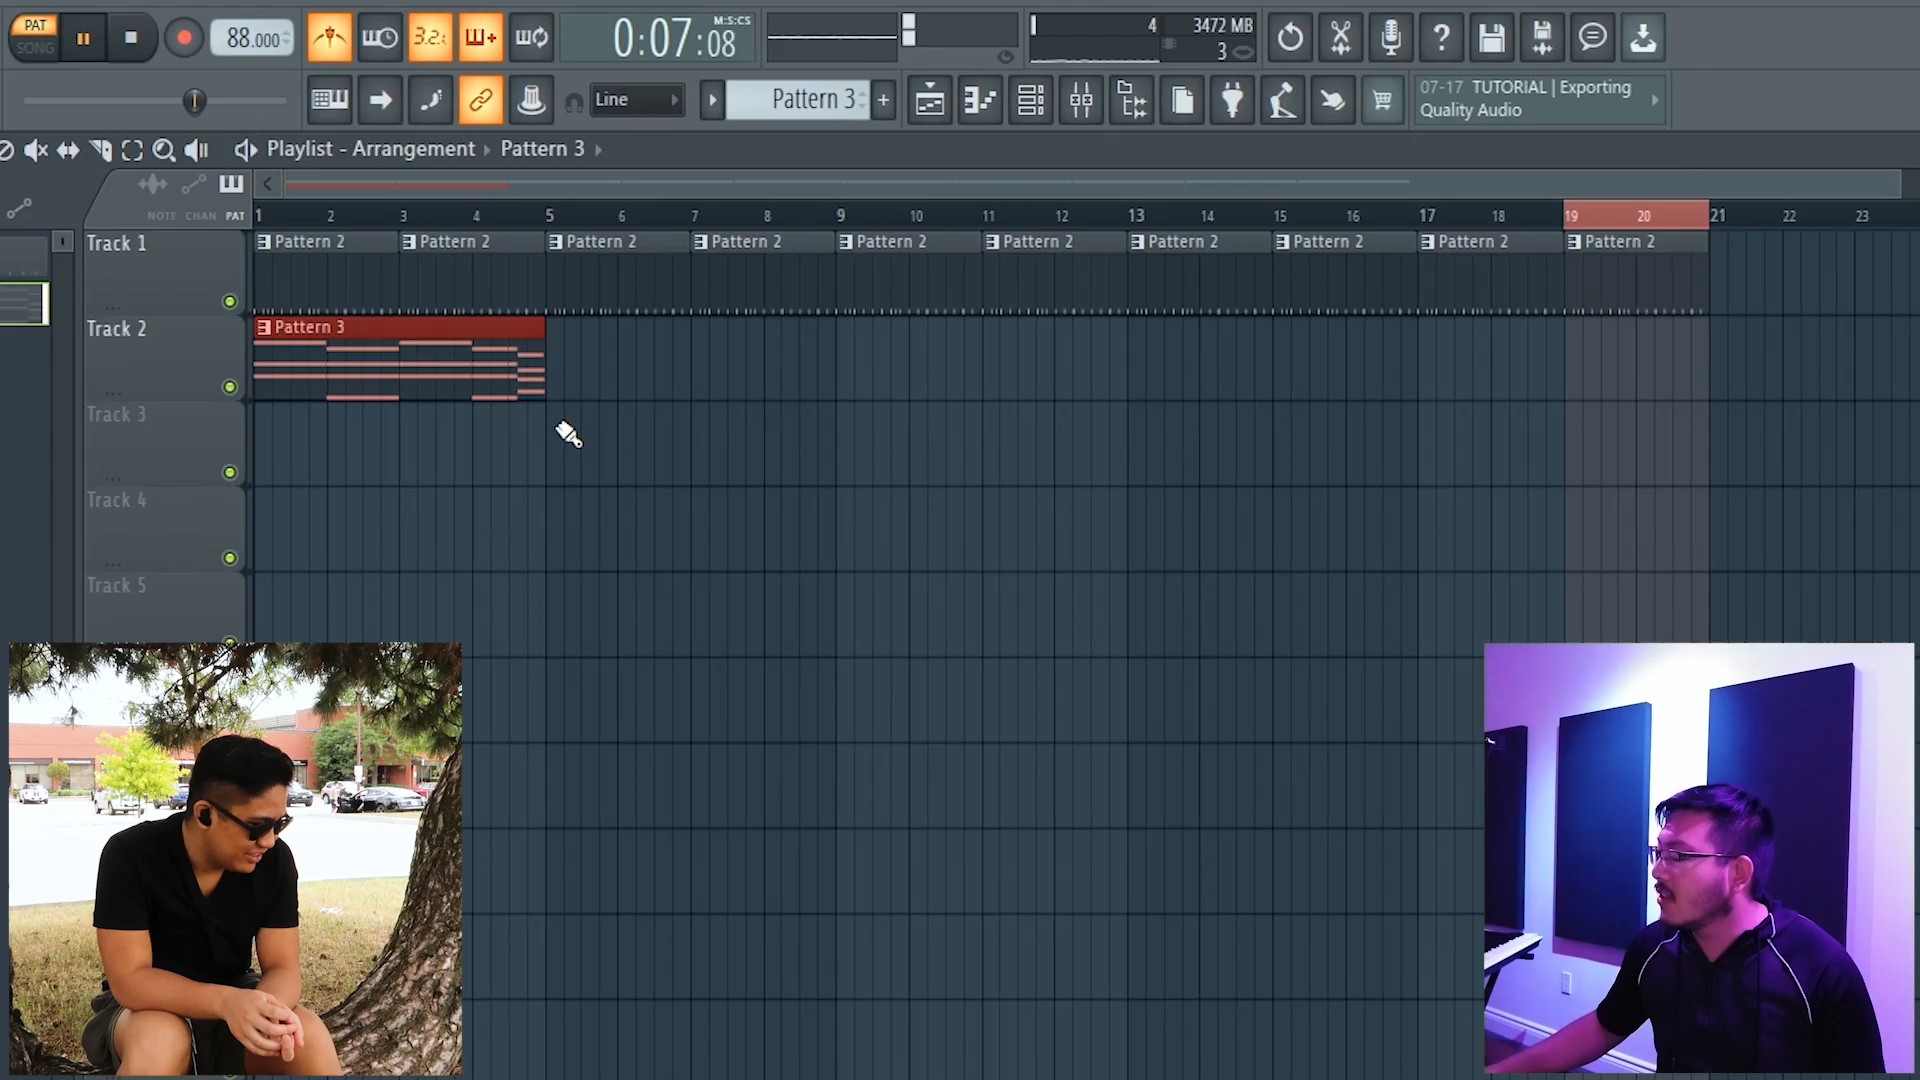 PAT
SONG
88.000
3.2.
0:07:08
M:S:CS
4
3472 MB
3
Line
Pattern 3
+
07-17 TUTORIAL | Exporting
Quality Audio
Playlist - Arrangement
Pattern 3
NOTE CHAN PAT
1 2 3 4 5 6 7 8 9 10 11 12 13 14 15 16 17 18 19 20 21 22 23
Track 1
Pattern 2 Pattern 2 Pattern 2 Pattern 2 Pattern 2 Pattern 2 Pattern 2 Pattern 2 Pattern 2 Pattern 2
Track 2
Pattern 3
Track 3
Track 4
Track 5